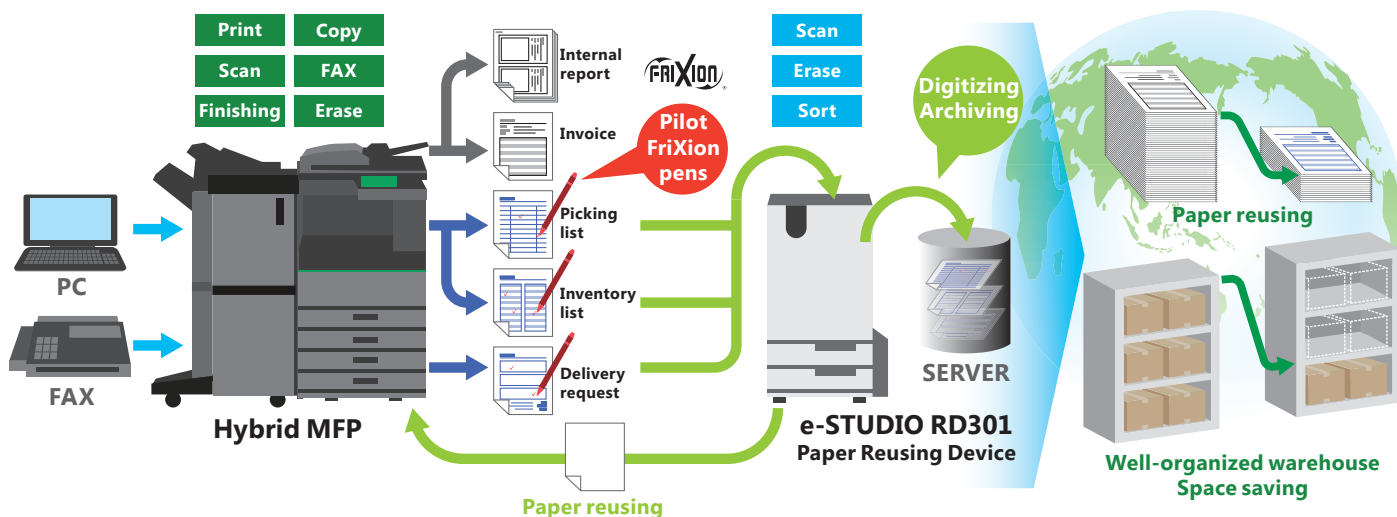 Print
Copy
Scan
FAX
Finishing
Erase
PC
FAX
Hybrid MFP
Internal
report
Invoice
Picking
list
Inventory
list
Delivery
request
FRIXION
®
Pilot
FriXion
pens
Scan
Erase
Sort
Digitizing
Archiving
SERVER
e-STUDIO RD301
Paper Reusing Device
Paper reusing
Paper reusing
Well-organized warehouse
Space saving